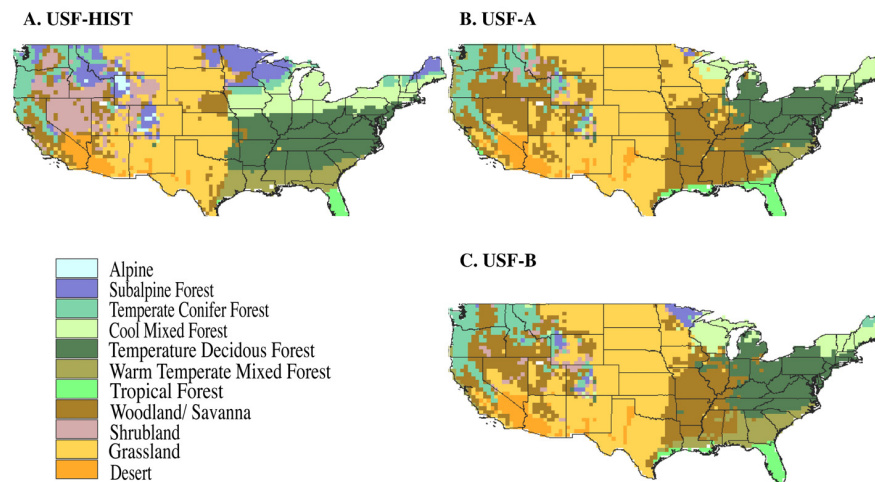 A. USF-HIST
B. USF-A
C. USF-B
Alpine
Subalpine Forest
Temperate Conifer Forest
Cool Mixed Forest
Temperature Decidous Forest
Warm Temperate Mixed Forest
Tropical Forest
Woodland/ Savanna
Shrubland
Grassland
Desert